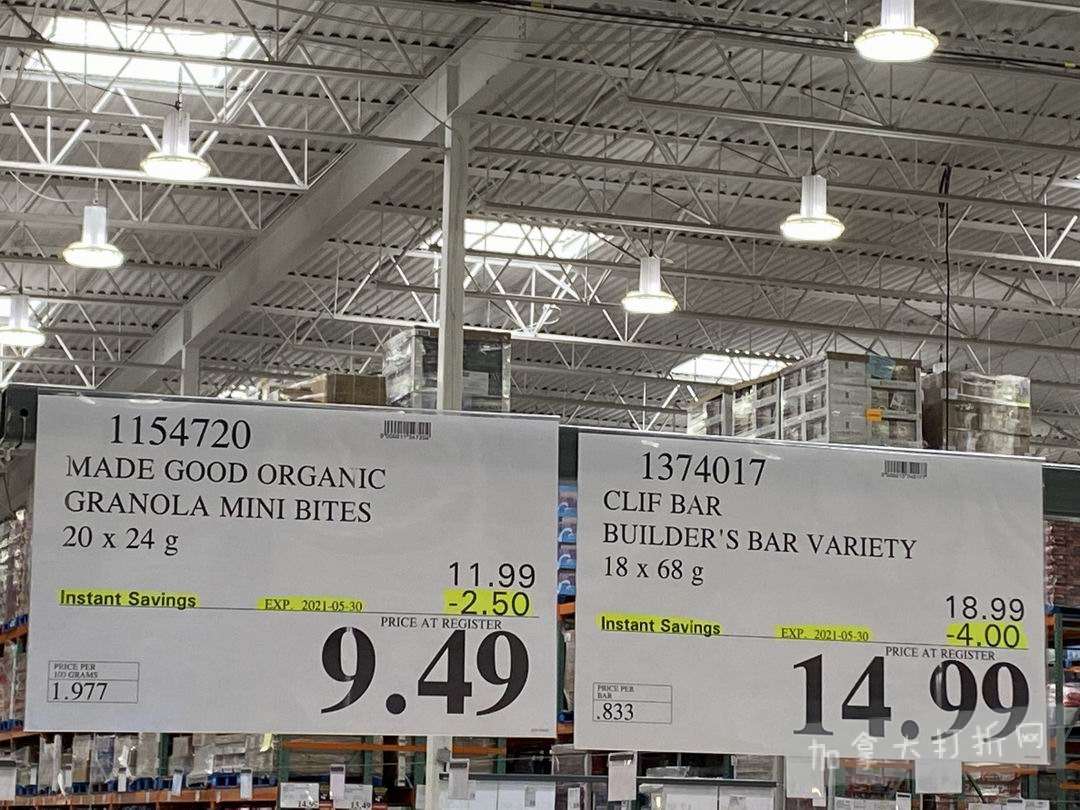 1154720
MADE GOOD ORGANIC
GRANOLA MINI BITES
20 x 24 g
11.99
Instant Savings EXP. 2021-05-30 -2.50
PRICE AT REGISTER
9.49
PRICE PER
100 GRAMS
1.977
1374017
CLIF BAR
BUILDER'S BAR VARIETY
18 x 68 g
18.99
Instant Savings EXP. 2021-05-30 -4.00
PRICE AT REGISTER
14.99
PRICE PER
BAR
.833
加拿大打折网